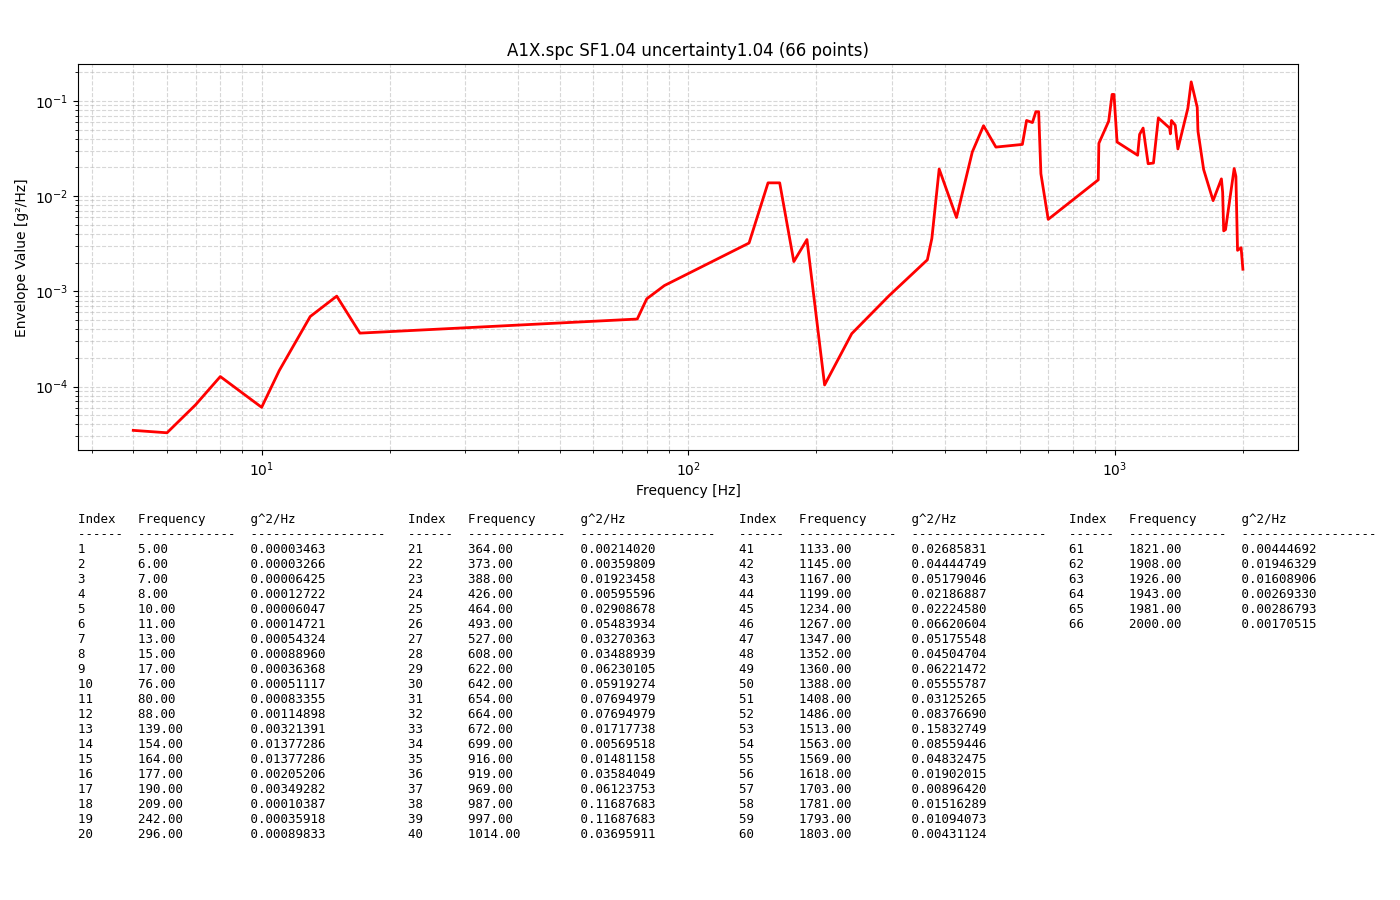 A1X.spc SF1.04 uncertainty1.04 (66 points)
Envelope Value [g²/Hz]
10⁻¹
10⁻²
10⁻³
10⁻⁴
10¹ 10² 10³
Frequency [Hz]
Index Frequency g^2/Hz Index Frequency g^2/Hz Index Frequency g^2/Hz Index Frequency g^2/Hz
------ ------------- ------------------ ------ ------------- ------------------ ------ ------------- ------------------ ------ ------------- ------------------
1 5.00 0.00003463 21 364.00 0.00214020 41 1133.00 0.02685831 61 1821.00 0.00444692
2 6.00 0.00003266 22 373.00 0.00359809 42 1145.00 0.04444749 62 1908.00 0.01946329
3 7.00 0.00006425 23 388.00 0.01923458 43 1167.00 0.05179046 63 1926.00 0.01608906
4 8.00 0.00012722 24 426.00 0.00595596 44 1199.00 0.02186887 64 1943.00 0.00269330
5 10.00 0.00006047 25 464.00 0.02908678 45 1234.00 0.02224580 65 1981.00 0.00286793
6 11.00 0.00014721 26 493.00 0.05483934 46 1267.00 0.06620604 66 2000.00 0.00170515
7 13.00 0.00054324 27 527.00 0.03270363 47 1347.00 0.05175548
8 15.00 0.00088960 28 608.00 0.03488939 48 1352.00 0.04504704
9 17.00 0.00036368 29 622.00 0.06230105 49 1360.00 0.06221472
10 76.00 0.00051117 30 642.00 0.05919274 50 1388.00 0.05555787
11 80.00 0.00083355 31 654.00 0.07694979 51 1408.00 0.03125265
12 88.00 0.00114898 32 664.00 0.07694979 52 1486.00 0.08376690
13 139.00 0.00321391 33 672.00 0.01717738 53 1513.00 0.15832749
14 154.00 0.01377286 34 699.00 0.00569518 54 1563.00 0.08559446
15 164.00 0.01377286 35 916.00 0.01481158 55 1569.00 0.04832475
16 177.00 0.00205206 36 919.00 0.03584049 56 1618.00 0.01902015
17 190.00 0.00349282 37 969.00 0.06123753 57 1703.00 0.00896420
18 209.00 0.00010387 38 987.00 0.11687683 58 1781.00 0.01516289
19 242.00 0.00035918 39 997.00 0.11687683 59 1793.00 0.01094073
20 296.00 0.00089833 40 1014.00 0.03695911 60 1803.00 0.00431124